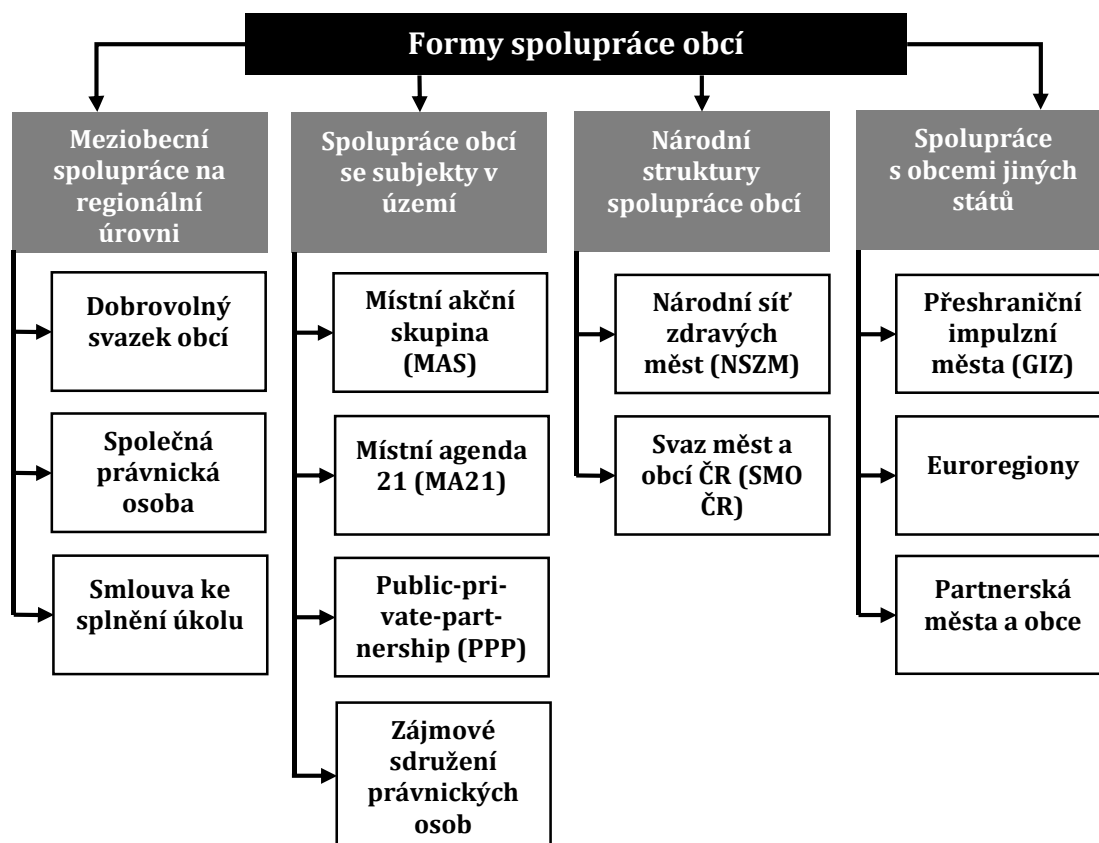 Formy spolupráce obcí
Meziobecní
spolupráce na
regionální
úrovni
Dobrovolný
svazek obcí
Společná
právnická
osoba
Smlouva ke
splnění úkolu
Spolupráce obcí
se subjekty v
území
Místní akční
skupina
(MAS)
Místní agenda
21 (MA21)
Public-pri-
vate-part-
nership (PPP)
Zájmové
sdružení
právnických
osob
Národní
struktury
spolupráce obcí
Národní síť
zdravých
měst (NSZM)
Svaz měst a
obcí ČR (SMO
ČR)
Spolupráce
s obcemi jiných
států
Přeshraniční
impulzní
města (GIZ)
Euroregiony
Partnerská
města a obce